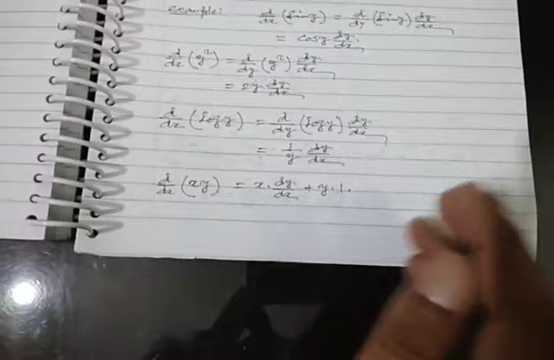 example: d/dx (sin y) = d/dy (sin y) dy/dx
= cos y dy/dx
d/dx (y²) = d/dy (y²) dy/dx
= 2y dy/dx
d/dx (log y) = d/dy (log y) dy/dx
= 1/y dy/dx
d/dx (xy) = x. dy/dx + y.1.